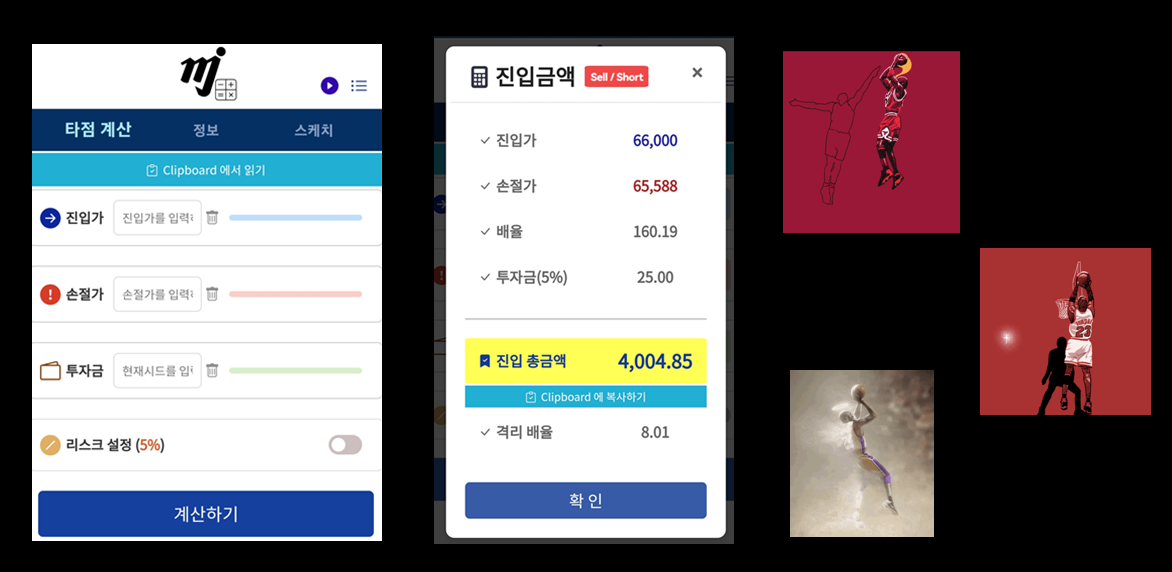 mj
타점 계산
정보
스케치
Clipboard 에서 읽기
진입가
진입가를 입력
손절가
손절가를 입력
투자금
현재시드를 입
리스크 설정 (5%)
계산하기
진입금액
Sell / Short
진입가 66,000
손절가 65,588
배율 160.19
투자금(5%) 25.00
진입 총금액 4,004.85
Clipboard 에 복사하기
격리 배율 8.01
확 인
23